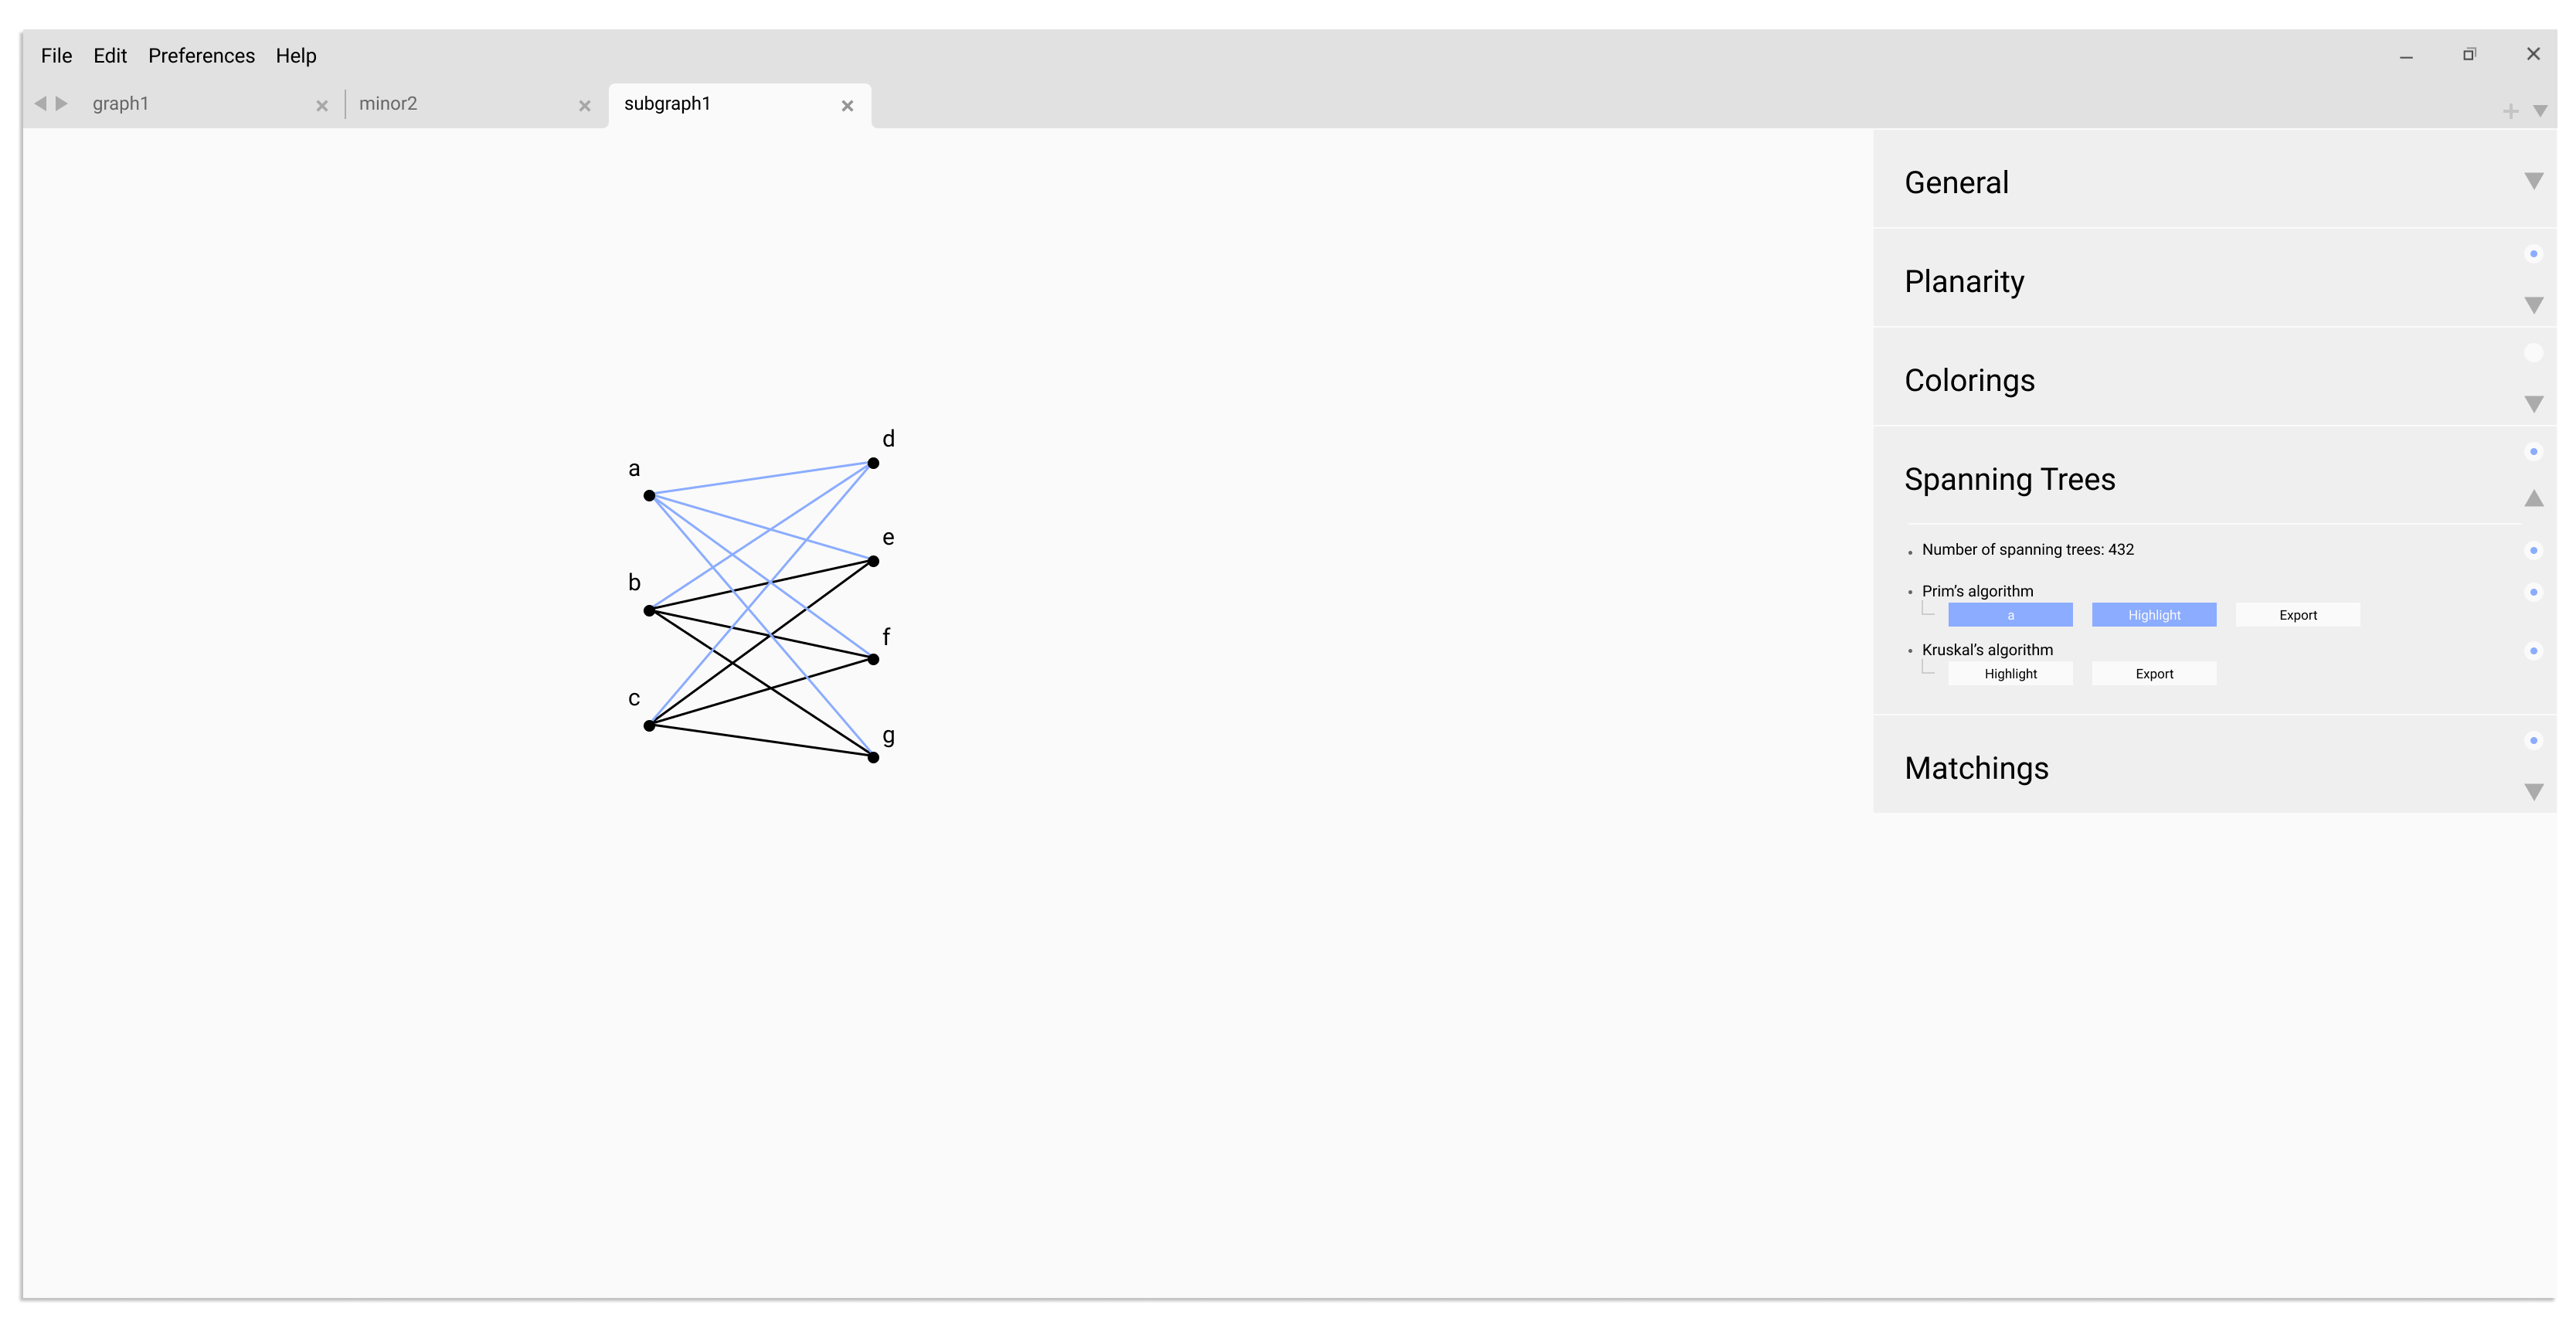 File Edit Preferences Help
graph1 minor2 subgraph1
General
Planarity
Colorings
Spanning Trees
Number of spanning trees: 432
Prim’s algorithm
a Highlight Export
Kruskal’s algorithm
Highlight Export
Matchings
d
a
e
b
f
c
g